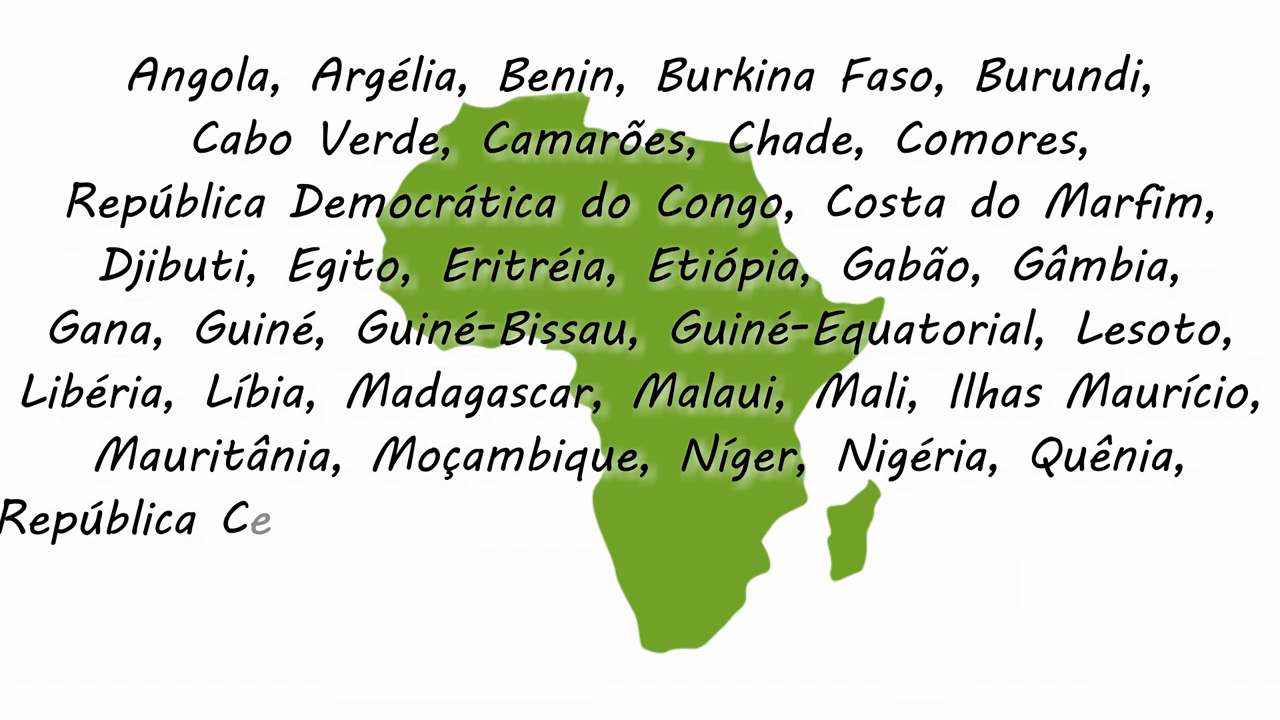 Angola, Argélia, Benin, Burkina Faso, Burundi,
Cabo Verde, Camarões, Chade, Comores,
República Democrática do Congo, Costa do Marfim,
Djibuti, Egito, Eritréia, Etiópia, Gabão, Gâmbia,
Gana, Guiné, Guiné-Bissau, Guiné-Equatorial, Lesoto,
Libéria, Líbia, Madagascar, Malaui, Mali, Ilhas Maurício,
Mauritânia, Moçambique, Níger, Nigéria, Quênia,
República Ce